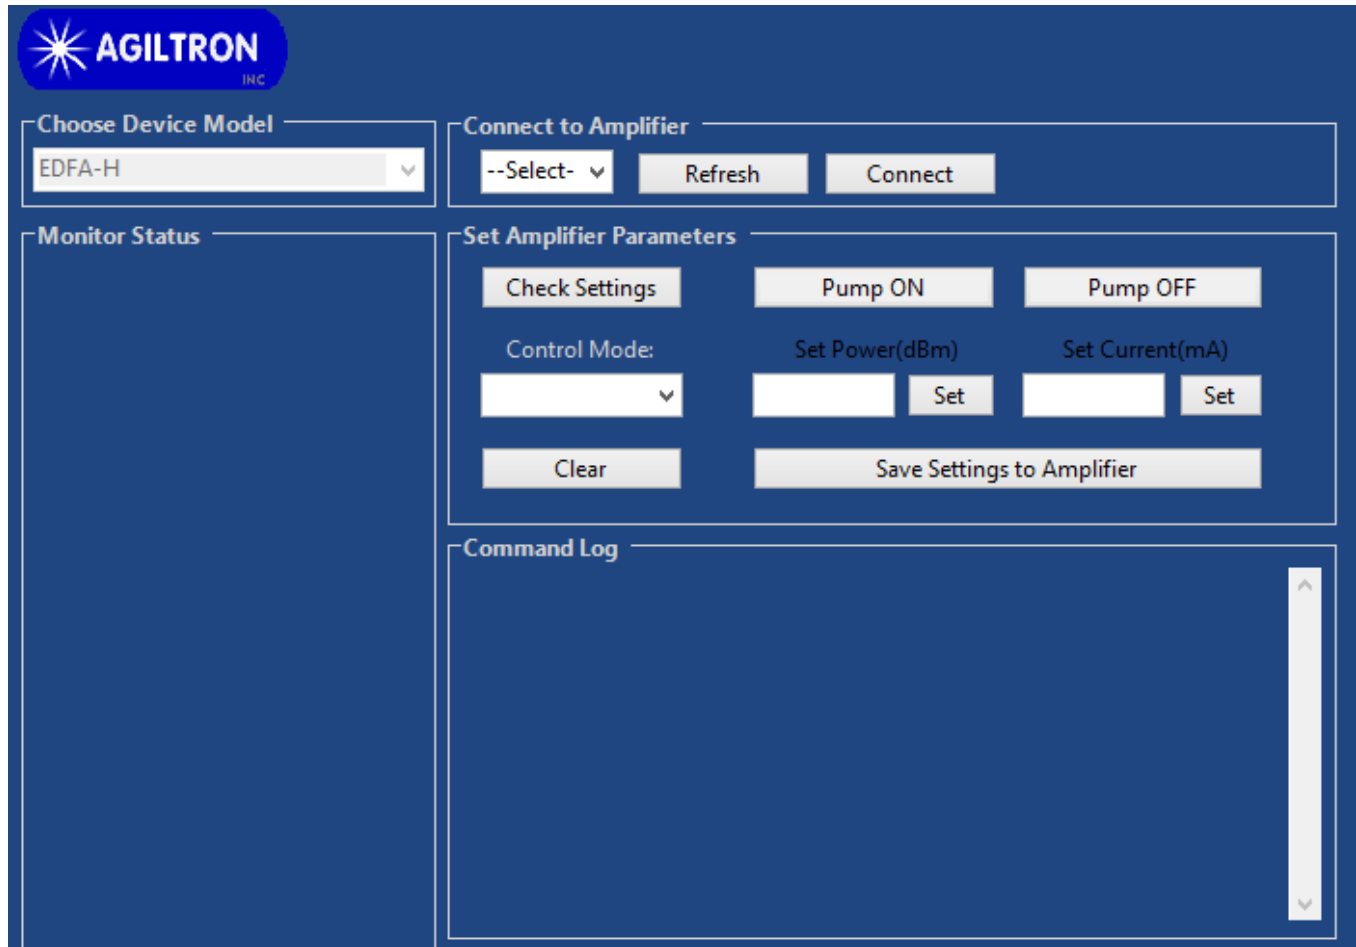 AGILTRON
INC
Choose Device Model
EDFA-H
Connect to Amplifier
--Select-
Refresh
Connect
Monitor Status
Set Amplifier Parameters
Check Settings
Pump ON
Pump OFF
Control Mode:
Set Power(dBm)
Set Current(mA)
Set
Set
Clear
Save Settings to Amplifier
Command Log